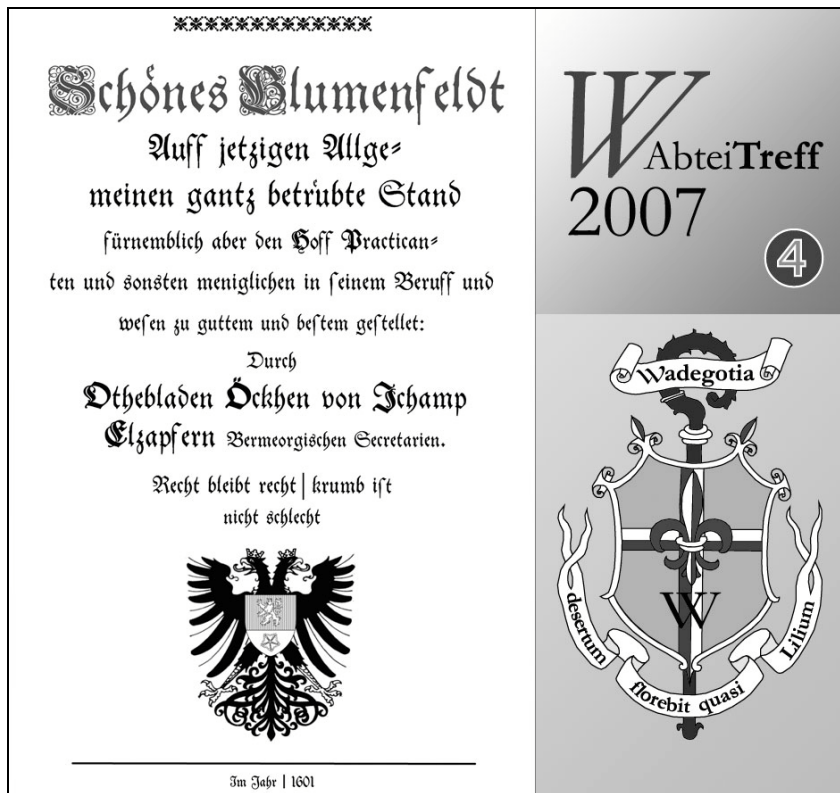 Schönes Blumenfeldt
Auff jetzigen Allge=
meinen gantz betrübte Stand
fürnemblich aber den Hoff Practican=
ten und sonsten meniglichen in seinem Beruff und
wesen zu guttem und bestem gestellet:
Durch
Othebladen Öckhen von Ichamp
Elzapfern Bermeorgischen Secretarien.
Recht bleibt recht | krumb ist
nicht schlecht
Im Jahr | 1601
W AbteiTreff
2007
4
Wadegotia
W
desertum
florebit quasi
Lilium